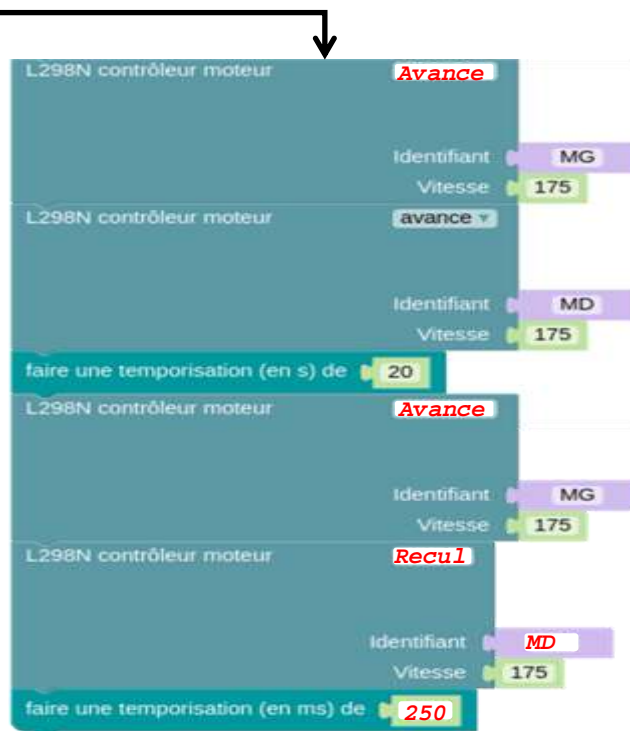 L298N contrôleur moteur Avance
Identifiant MG
Vitesse 175
L298N contrôleur moteur avance
Identifiant MD
Vitesse 175
faire une temporisation (en s) de 20
L298N contrôleur moteur Avance
Identifiant MG
Vitesse 175
L298N contrôleur moteur Recul
Identifiant MD
Vitesse 175
faire une temporisation (en ms) de 250